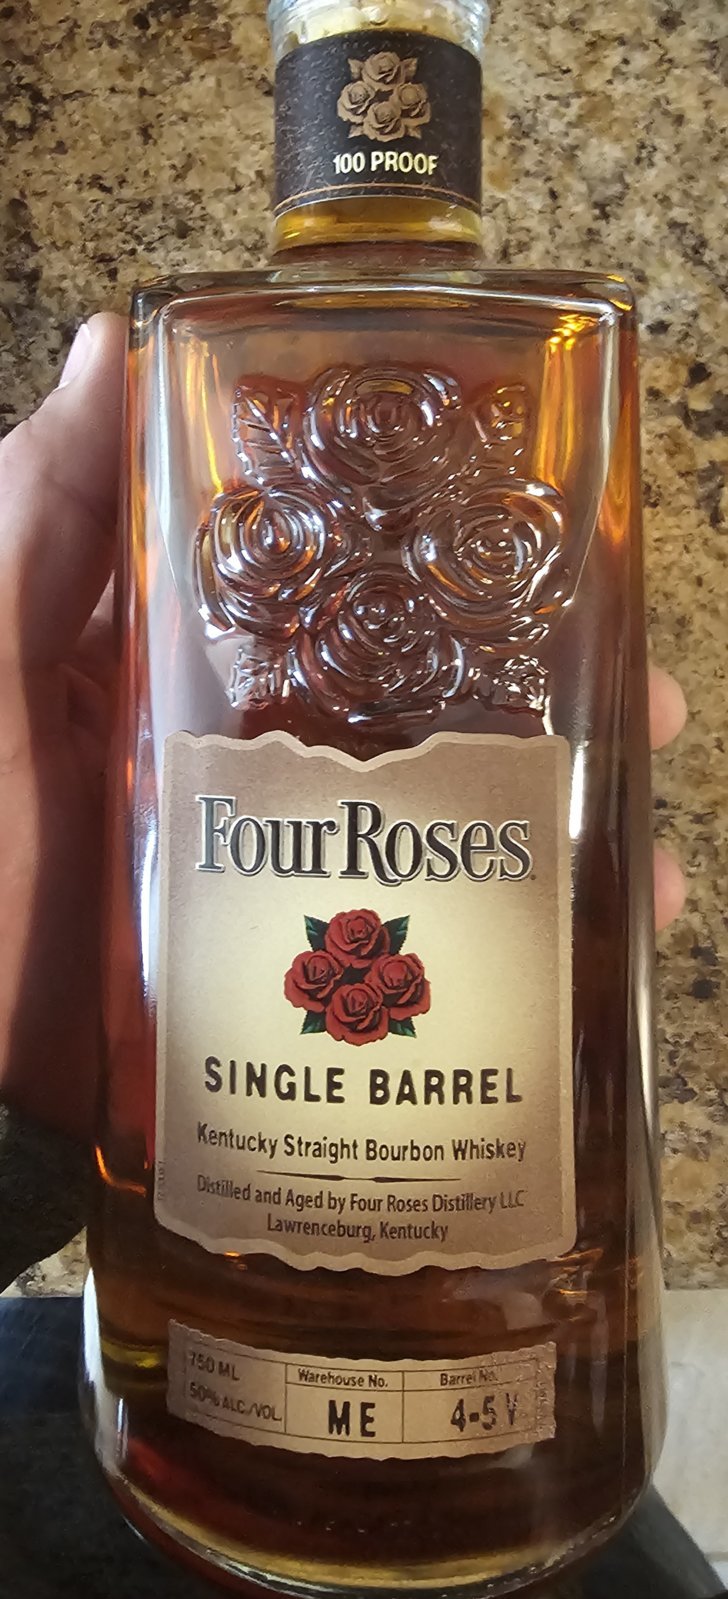 100 PROOF
Four Roses
SINGLE BARREL
Kentucky Straight Bourbon Whiskey
Distilled and Aged by Four Roses Distillery LLC
Lawrenceburg, Kentucky
750 ML
50% ALC./VOL.
Warehouse No.
ME
Barrel No.
4-5 V